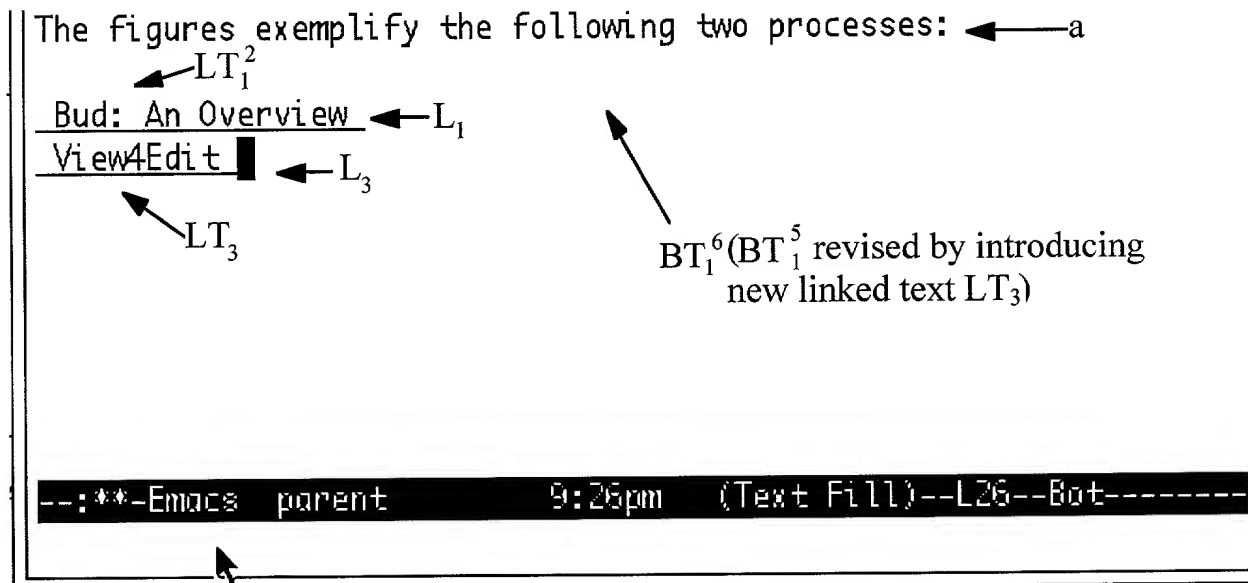 The figures exemplify the following two processes: a
LT₁²
Bud: An Overview L₁
View4Edit L₃
LT₃
BT₁⁶ (BT₁⁵ revised by introducing
new linked text LT₃)
--:**-Emacs parent 9:26pm (Text Fill)--L26--Bot--------